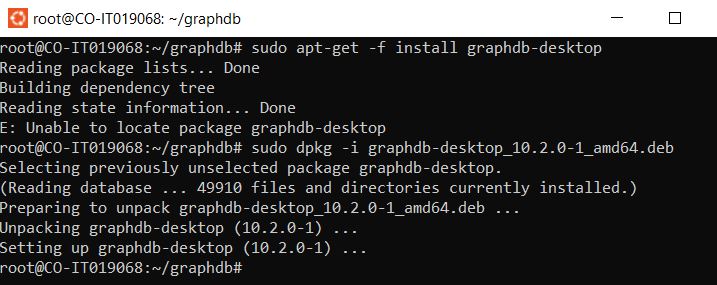 root@CO-IT019068: ~/graphdb
root@CO-IT019068:~/graphdb# sudo apt-get -f install graphdb-desktop
Reading package lists... Done
Building dependency tree
Reading state information... Done
E: Unable to locate package graphdb-desktop
root@CO-IT019068:~/graphdb# sudo dpkg -i graphdb-desktop_10.2.0-1_amd64.deb
Selecting previously unselected package graphdb-desktop.
(Reading database ... 49910 files and directories currently installed.)
Preparing to unpack graphdb-desktop_10.2.0-1_amd64.deb ...
Unpacking graphdb-desktop (10.2.0-1) ...
Setting up graphdb-desktop (10.2.0-1) ...
root@CO-IT019068:~/graphdb#